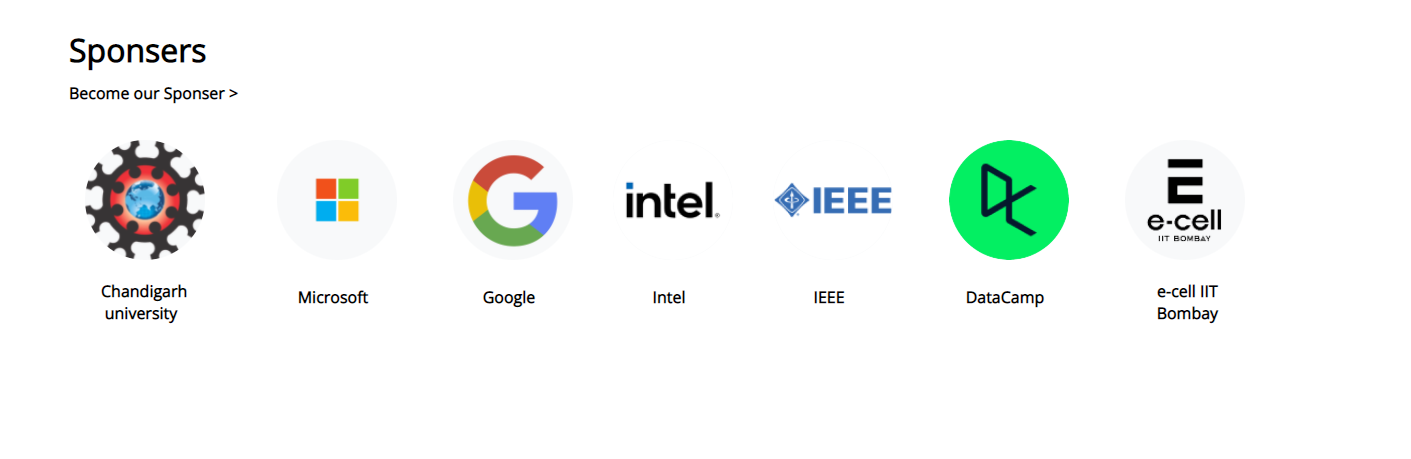 Sponsers
Become our Sponser >
intel.
IEEE
e-cell
IIT BOMBAY
Chandigarh
university
Microsoft
Google
Intel
IEEE
DataCamp
e-cell IIT
Bombay